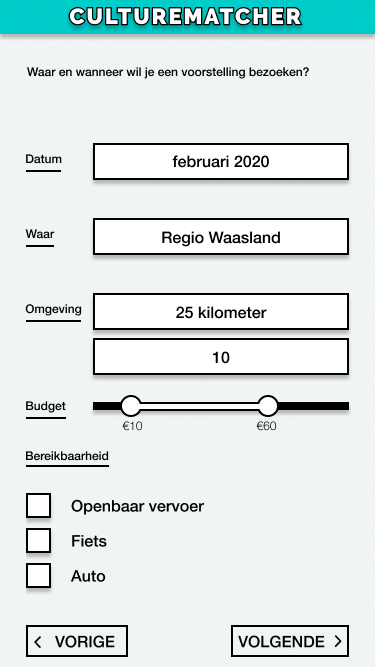 CULTUREMATCHER
Waar en wanneer wil je een voorstelling bezoeken?
Datum
februari 2020
Waar
Regio Waasland
Omgeving
25 kilometer
10
Budget
€10 €60
Bereikbaarheid
Openbaar vervoer
Fiets
Auto
< VORIGE
VOLGENDE >